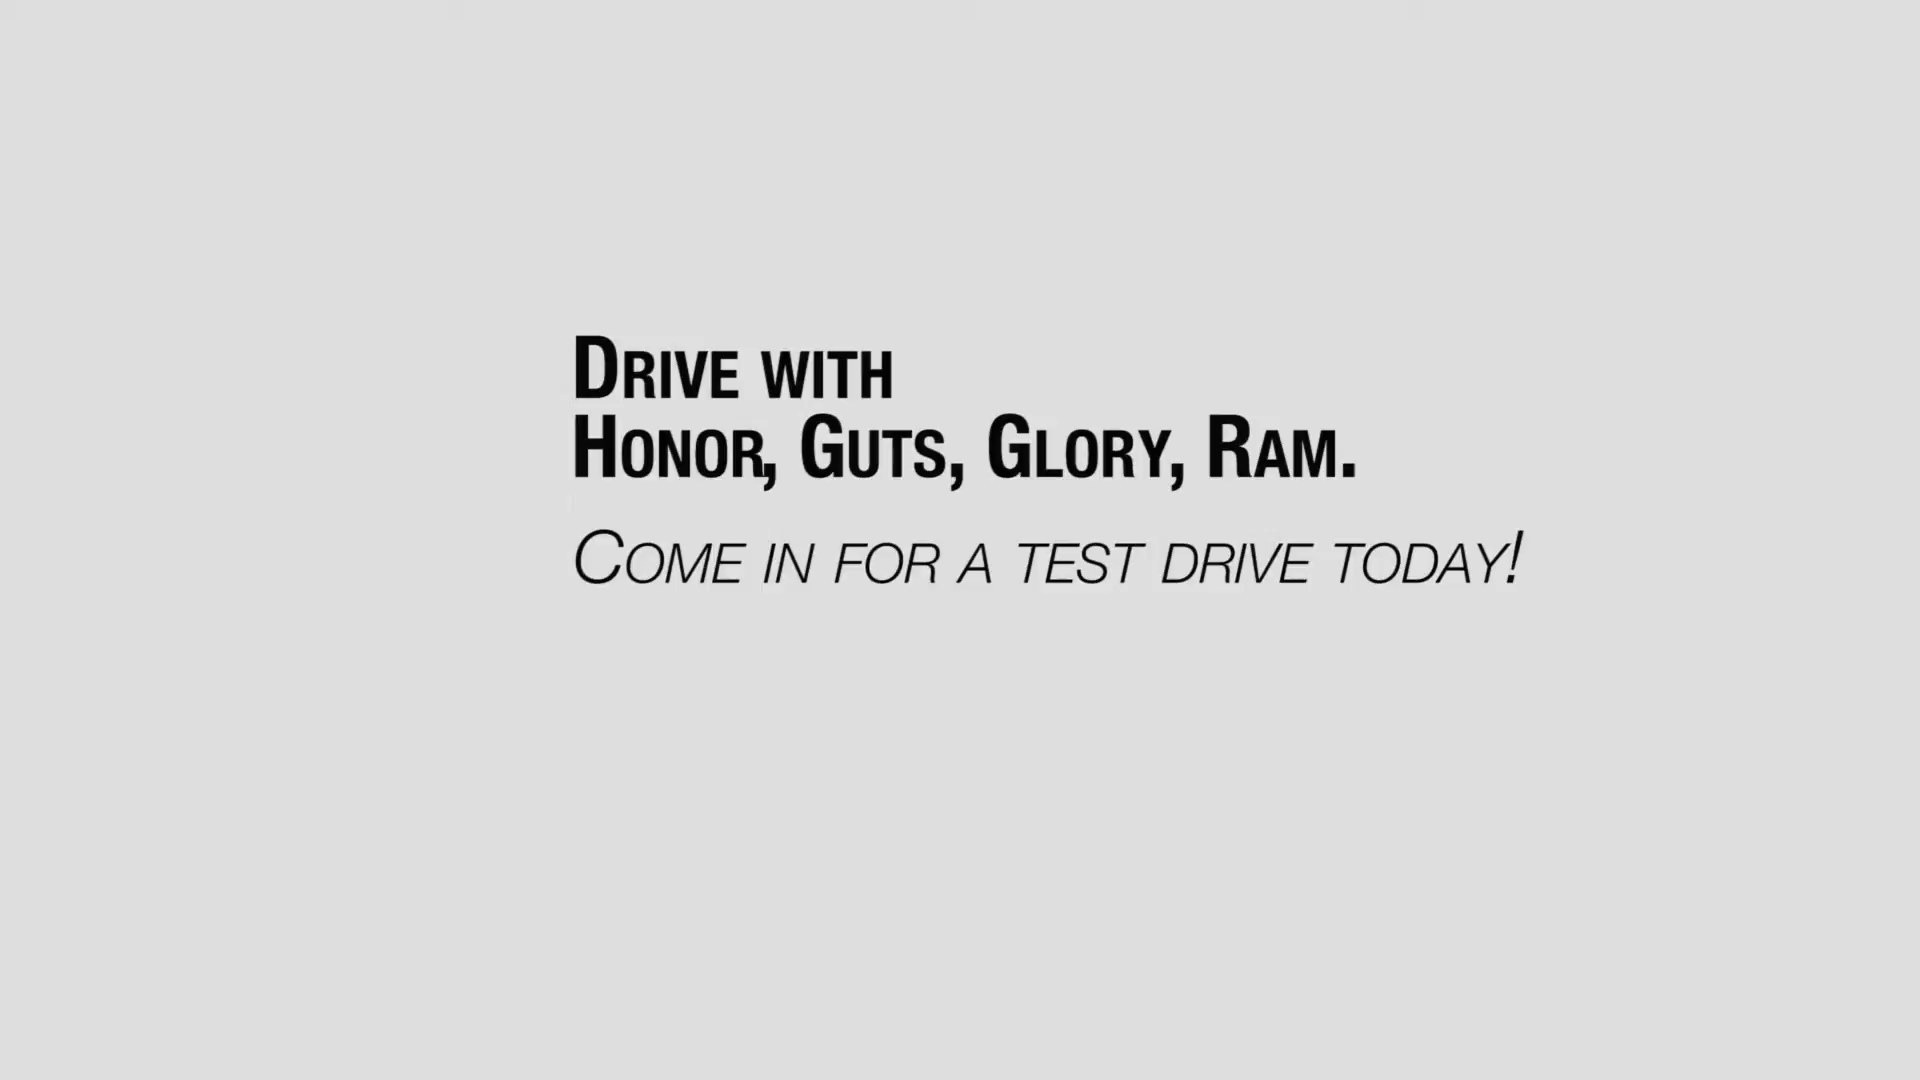 Drive with
Honor, Guts, Glory, Ram.
Come in for a test drive today!